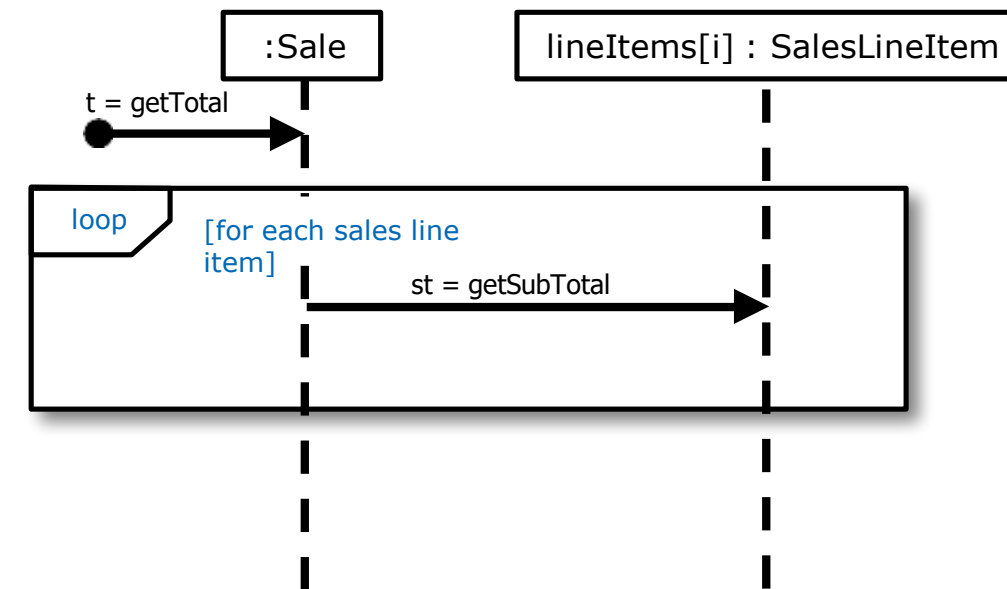 :Sale
lineItems[i] : SalesLineItem
t = getTotal
loop
[for each sales line
item]
st = getSubTotal